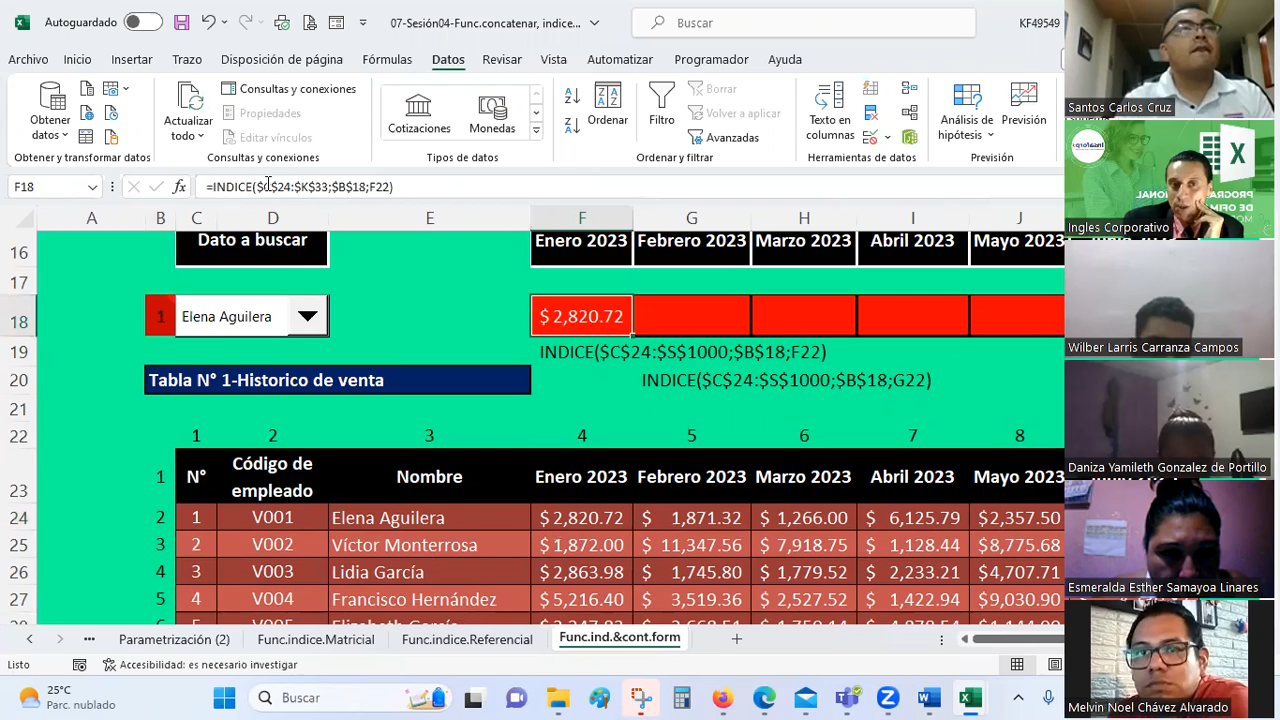 Autoguardado
07-Sesión04-Func.concatenar, indice...
Buscar
KF49549
Archivo Inicio Insertar Trazar Disposición de página Fórmulas Datos Revisar Vista Automatizar Programador Ayuda
Obtener datos
Actualizar todo
Consultas y conexiones
Propiedades
Editar vínculos
Cotizaciones
Monedas
Ordenar
Filtro
Borrar
Volver a aplicar
Avanzadas
Texto en columnas
Análisis de hipótesis
Previsión
Obtener y transformar datos
Consultas y conexiones
Tipos de datos
Ordenar y filtrar
Herramientas de datos
Previsión
F18
fx
=INDICE($C$24:$K$33;$B$18;F22)
A B C D E F G H I J
16 Dato a buscar Enero 2023 Febrero 2023 Marzo 2023 Abril 2023 Mayo 2023
17
18 1 Elena Aguilera $ 2,820.72
19 INDICE($C$24:$S$1000;$B$18;F22)
20 Tabla N° 1-Historico de venta INDICE($C$24:$S$1000;$B$18;G22)
21
22 1 2 3 4 5 6 7 8
23 1 N° Código de empleado Nombre Enero 2023 Febrero 2023 Marzo 2023 Abril 2023 Mayo 2023
24 2 1 V001 Elena Aguilera $ 2,820.72 $ 1,871.32 $ 1,266.00 $ 6,125.79 $2,357.50
25 3 2 V002 Víctor Monterrosa $ 1,872.00 $ 11,347.56 $ 7,918.75 $ 1,128.44 $8,775.68
26 4 3 V003 Lidia García $ 2,863.98 $ 1,745.80 $ 1,779.52 $ 2,233.21 $4,707.71
27 5 4 V004 Francisco Hernández $ 5,216.40 $ 3,519.36 $ 2,527.52 $ 1,422.94 $9,030.90
Parametrización (2) Func.indice.Matricial Func.indice.Referencial Func.ind.&cont.form
Listo
Accesibilidad: es necesario investigar
25°C
Parc. nublado
Buscar
Santos Carlos Cruz
Ingles Corporativo
Wilber Larris Carranza Campos
Daniza Yamileth Gonzalez de Portillo
Esmeralda Esther Samayoa Linares
Melvin Noel Chávez Alvarado